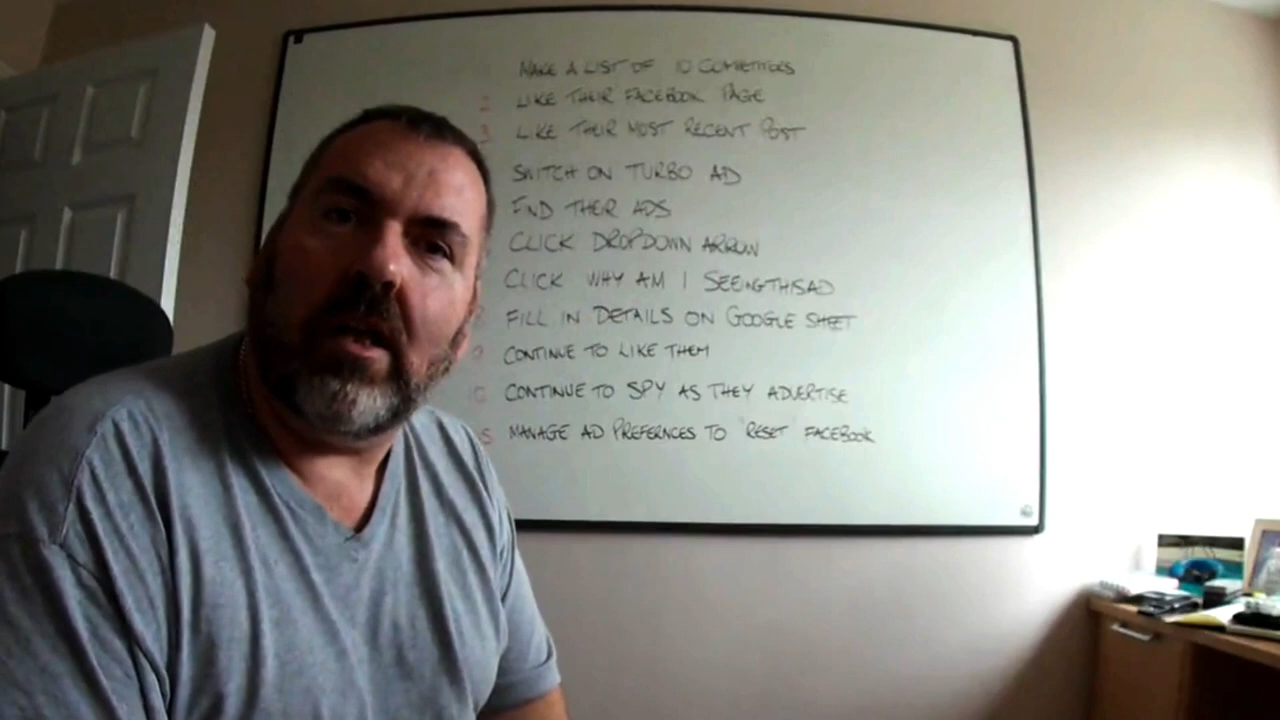 MAKE A LIST OF 10 COMPETITORS
2 LIKE THEIR FACEBOOK PAGE
3 LIKE THEIR MOST RECENT POST
SWITCH ON TURBO AD
FIND THEIR ADS
CLICK DROPDOWN ARROW
CLICK WHY AM I SEEINGTHISAD
FILL IN DETAILS ON GOOGLE SHEET
CONTINUE TO LIKE THEM
CONTINUE TO SPY AS THEY ADVERTISE
MANAGE AD PREFERNCES TO RESET FACEBOOK